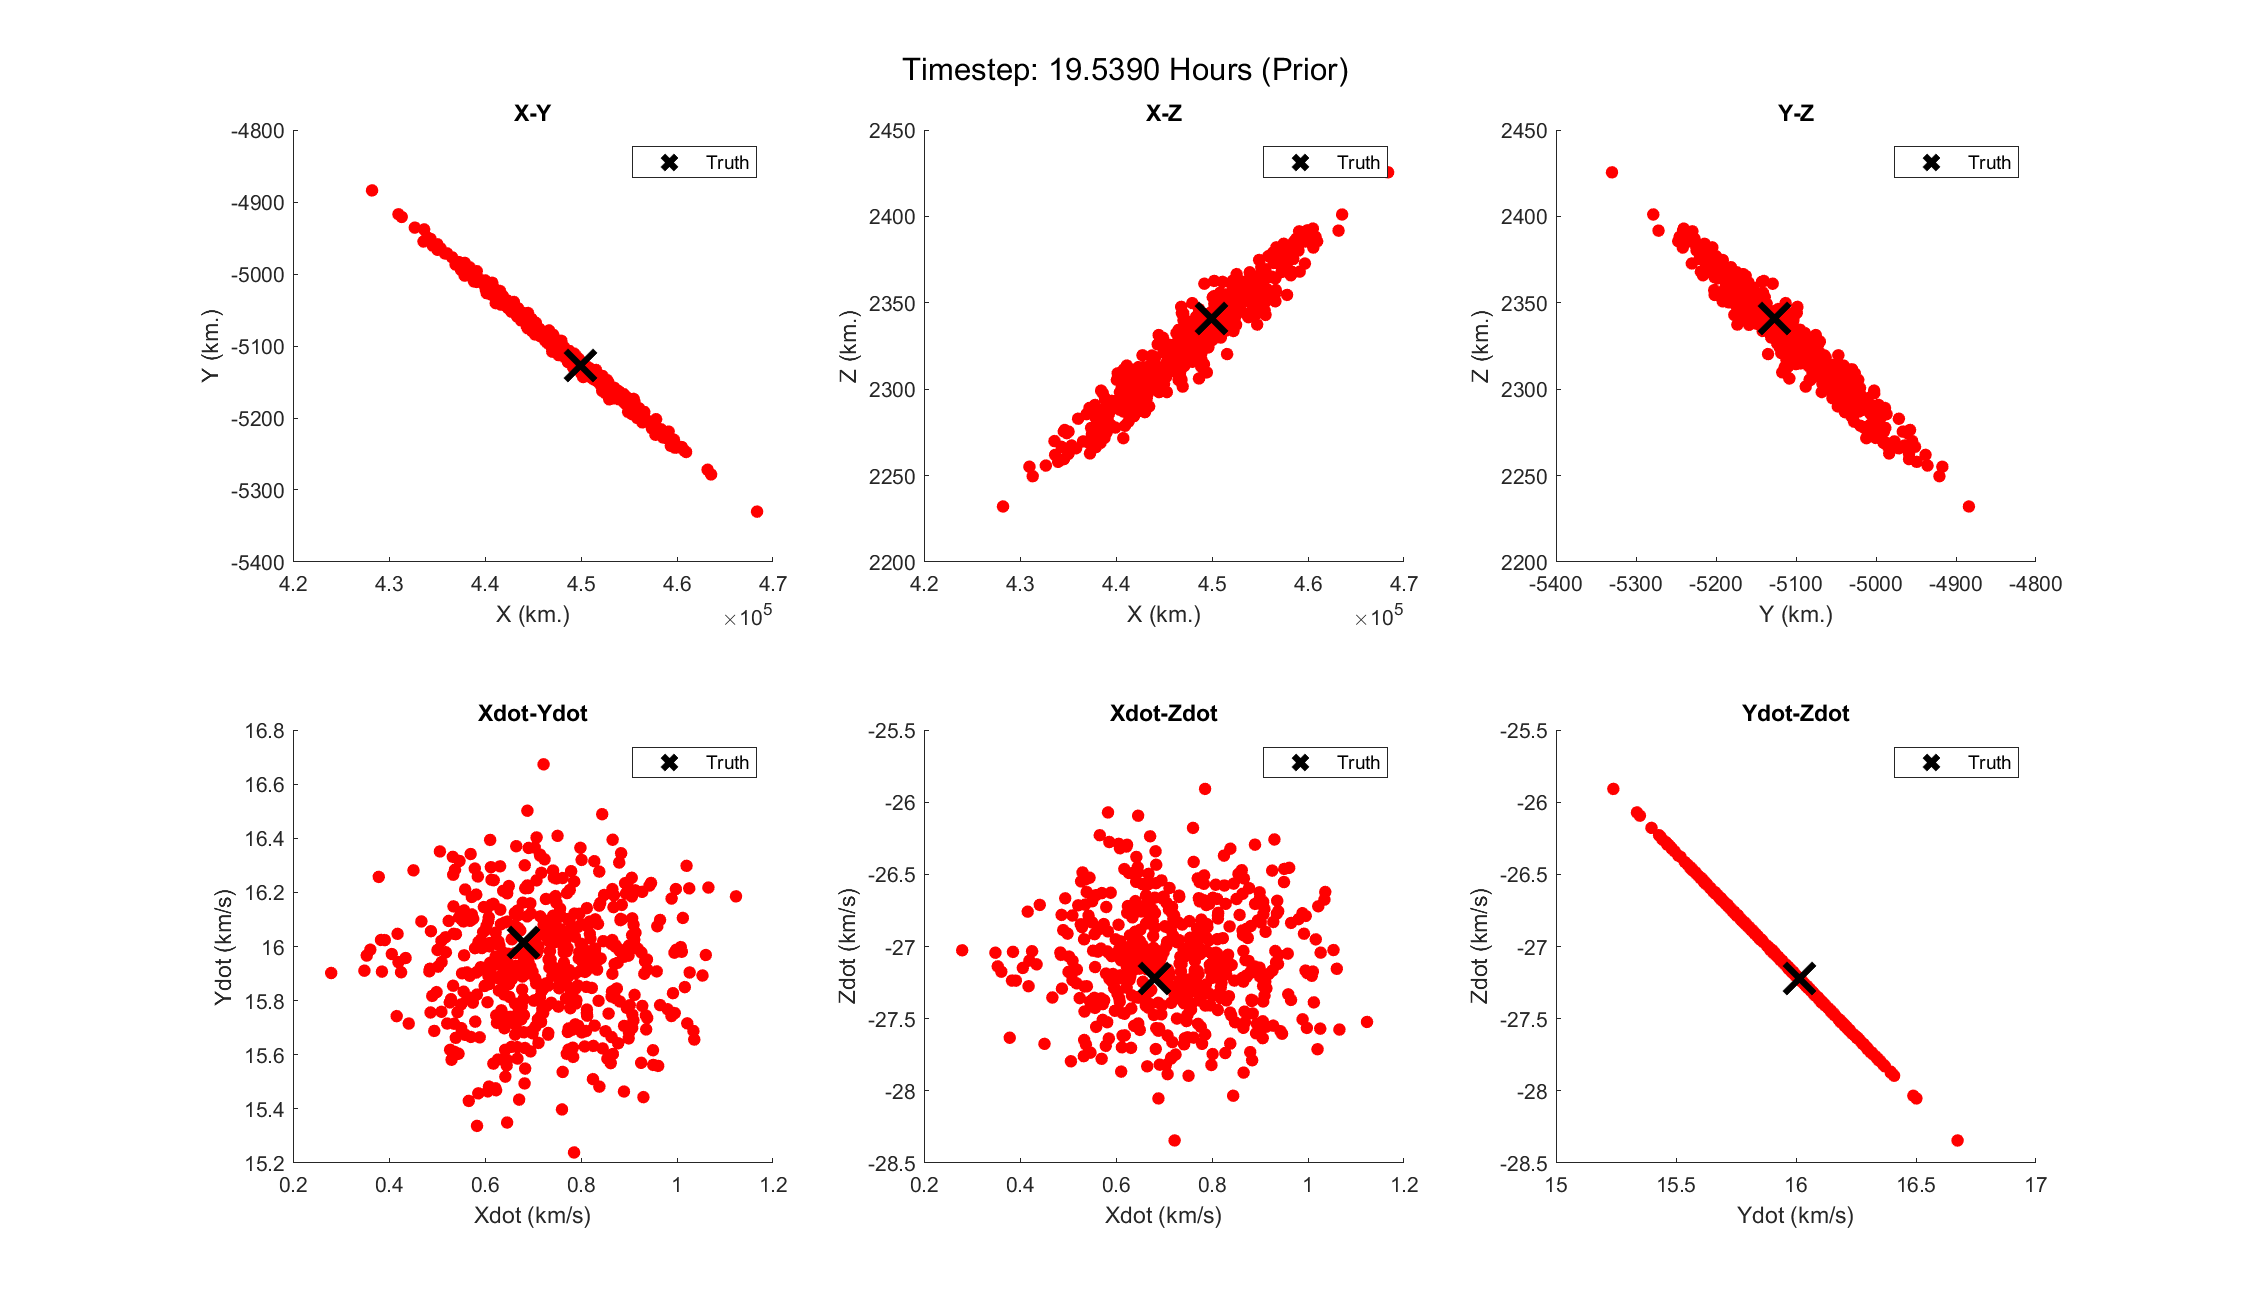 Timestep: 19.5390 Hours (Prior)
X-Y
Truth
-4800
-4900
-5000
-5100
-5200
-5300
-5400
Y (km.)
4.2 4.3 4.4 4.5 4.6 4.7
X (km.)
×10^5
X-Z
Truth
2450
2400
2350
2300
2250
2200
Z (km.)
4.2 4.3 4.4 4.5 4.6 4.7
X (km.)
×10^5
Y-Z
Truth
2450
2400
2350
2300
2250
2200
Z (km.)
-5400 -5300 -5200 -5100 -5000 -4900 -4800
Y (km.)
Xdot-Ydot
Truth
16.8
16.6
16.4
16.2
16
15.8
15.6
15.4
15.2
Ydot (km/s)
0.2 0.4 0.6 0.8 1 1.2
Xdot (km/s)
Xdot-Zdot
Truth
-25.5
-26
-26.5
-27
-27.5
-28
-28.5
Zdot (km/s)
0.2 0.4 0.6 0.8 1 1.2
Xdot (km/s)
Ydot-Zdot
Truth
-25.5
-26
-26.5
-27
-27.5
-28
-28.5
Zdot (km/s)
15 15.5 16 16.5 17
Ydot (km/s)